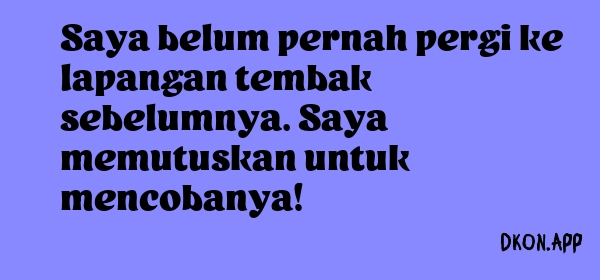 Saya belum pernah pergi ke
lapangan tembak
sebelumnya. Saya
memutuskan untuk
mencobanya!
DKON.APP